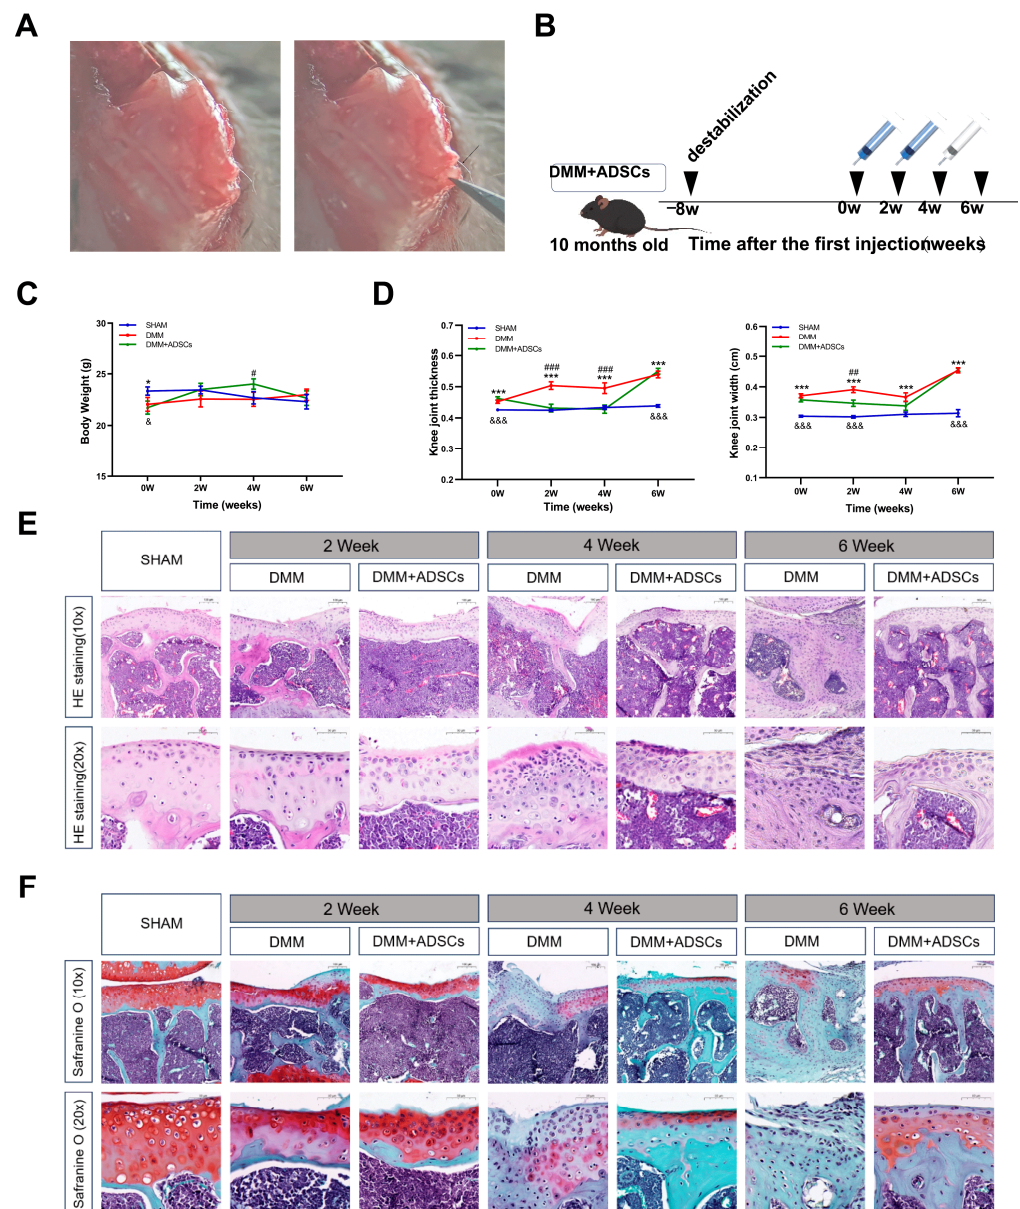 A
B
destabilization
DMM+ADSCs
−8w
0w 2w 4w 6w
10 months old
Time after the first injection(weeks)
C
D
SHAM
DMM
DMM+ADSCs
30
25
20
15
Body Weight (g)
* & #
0W 2W 4W 6W
Time (weeks)
SHAM
DMM
DMM+ADSCs
0.7
0.6
0.5
0.4
0.3
0.2
Knee joint thickness
*** ### *** ### *** ***
&&& &&&
0W 2W 4W 6W
Time (weeks)
SHAM
DMM
DMM+ADSCs
0.6
0.5
0.4
0.3
0.2
0.1
Knee joint width (cm)
*** ## *** *** ***
&&& &&& &&&
0W 2W 4W 6W
Time (weeks)
E
SHAM
2 Week
4 Week
6 Week
DMM
DMM+ADSCs
DMM
DMM+ADSCs
DMM
DMM+ADSCs
HE staining(10x)
HE staining(20x)
F
SHAM
2 Week
4 Week
6 Week
DMM
DMM+ADSCs
DMM
DMM+ADSCs
DMM
DMM+ADSCs
Safranine O (10x)
Safranine O (20x)